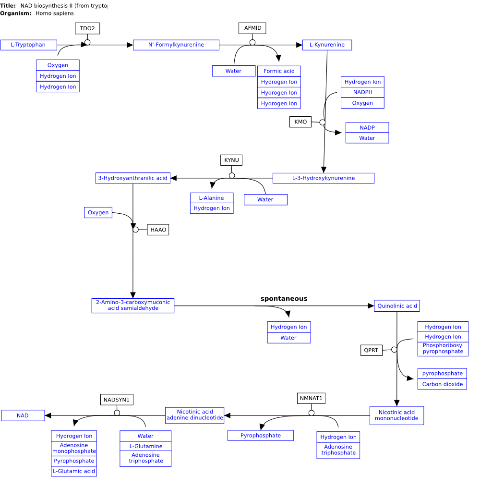 Title: NAD biosynthesis II (from trypto
Organism: Homo sapiens
TDO2
AFMID
L-Tryptophan
N'-Formylkynurenine
L-Kynurenine
Oxygen
Hydrogen Ion
Hydrogen Ion
Water
Formic acid
Hydrogen Ion
Hydrogen Ion
Hydrogen Ion
Hydrogen Ion
NADPH
Oxygen
KMO
NADP
Water
KYNU
3-Hydroxyanthranilic acid
L-3-Hydroxykynurenine
L-Alanine
Hydrogen Ion
Water
Oxygen
HAAO
2-Amino-3-carboxymuconic
acid semialdehyde
spontaneous
Quinolinic acid
Hydrogen Ion
Water
Hydrogen Ion
Hydrogen Ion
Phosphoribosy
pyrophosphate
QPRT
pyrophosphate
Carbon dioxide
NADSYN1
NMNAT1
NAD
Nicotinic acid
adenine dinucleotide
Nicotinic acid
mononucleotide
Hydrogen Ion
Adenosine
monophosphate
Pyrophosphate
L-Glutamic acid
Water
L-Glutamine
Adenosine
triphosphate
Pyrophosphate
Hydrogen Ion
Adenosine
triphosphate